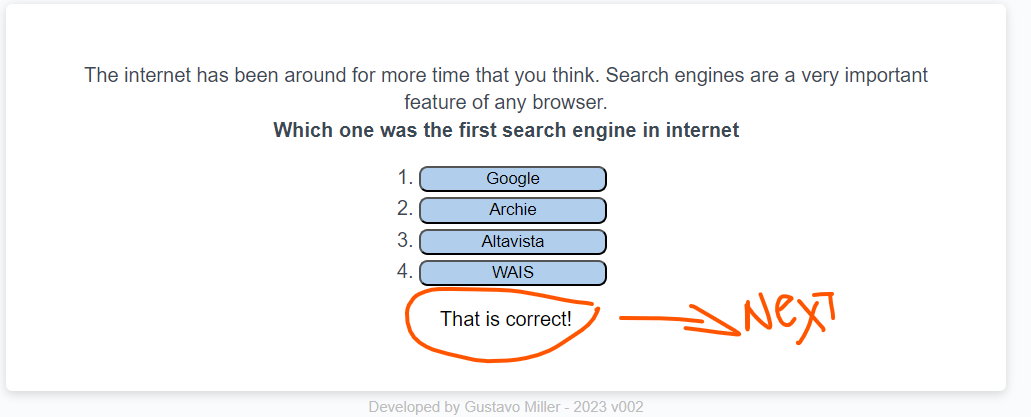 The internet has been around for more time that you think. Search engines are a very important
feature of any browser.
Which one was the first search engine in internet
1. Google
2. Archie
3. Altavista
4. WAIS
That is correct!
NexT
Developed by Gustavo Miller - 2023 v002